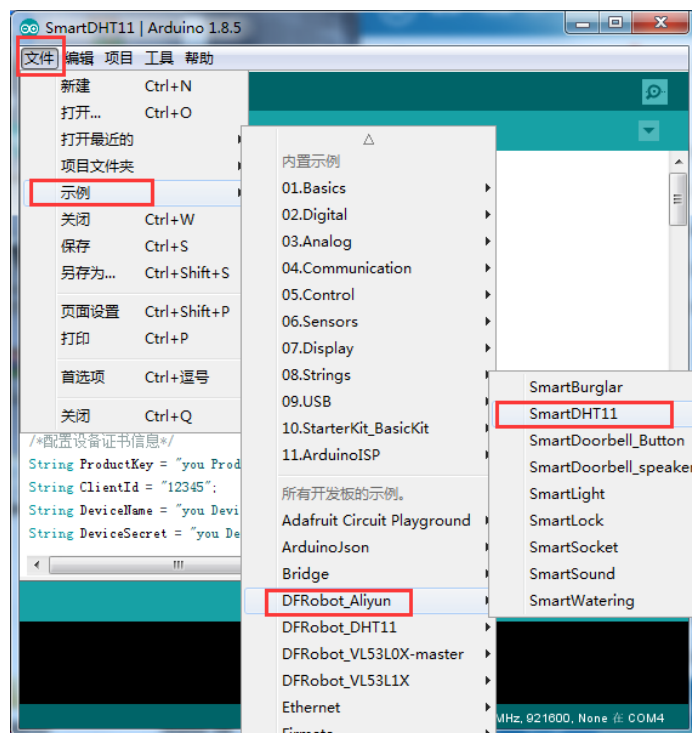 SmartDHT11 | Arduino 1.8.5
文件 编辑 项目 工具 帮助
新建 Ctrl+N
打开... Ctrl+O
打开最近的
项目文件夹
示例
关闭 Ctrl+W
保存 Ctrl+S
另存为... Ctrl+Shift+S
页面设置 Ctrl+Shift+P
打印 Ctrl+P
首选项 Ctrl+逗号
关闭 Ctrl+Q
/*配置设备证书信息*/
String ProductKey = "you Prod
String ClientId = "12345";
String DeviceName = "you Devi
String DeviceSecret = "you De
内置示例
01.Basics
02.Digital
03.Analog
04.Communication
05.Control
06.Sensors
07.Display
08.Strings
09.USB
10.StarterKit_BasicKit
11.ArduinoISP
所有开发板的示例。
Adafruit Circuit Playground
ArduinoJson
Bridge
DFRobot_Aliyun
DFRobot_DHT11
DFRobot_VL53L0X-master
DFRobot_VL53L1X
Ethernet
SmartBurglar
SmartDHT11
SmartDoorbell_Button
SmartDoorbell_speaker
SmartLight
SmartLock
SmartSocket
SmartSound
SmartWatering
MHz, 921600, None 在 COM4